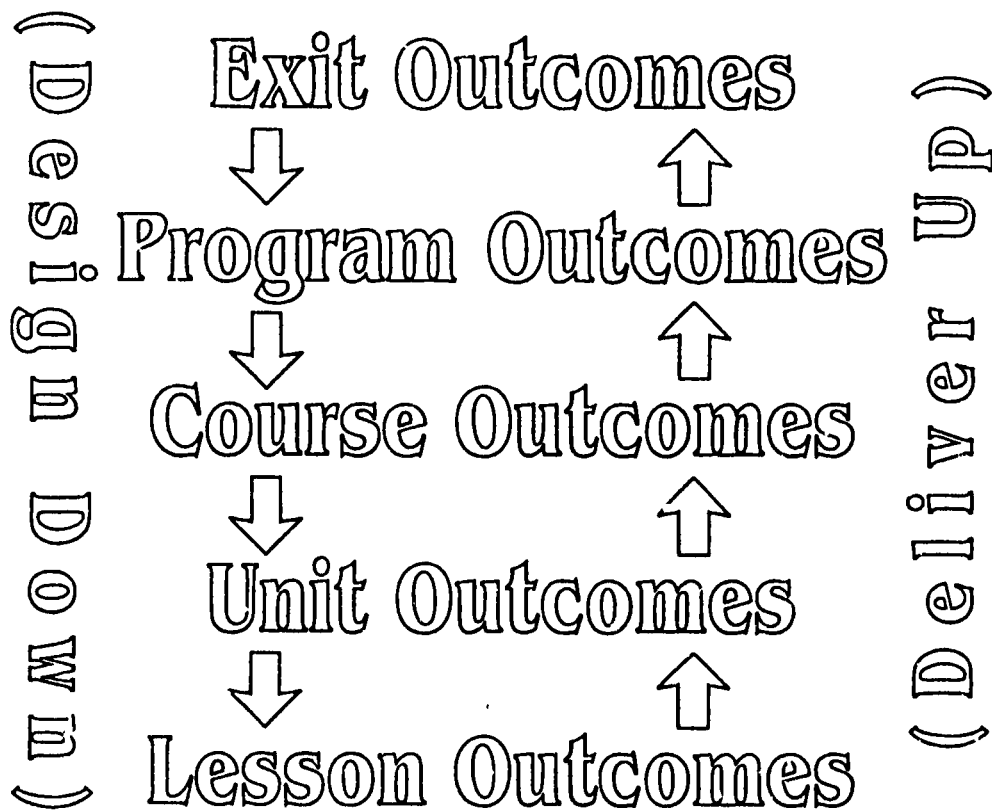 (Design Down)
Exit Outcomes
Program Outcomes
Course Outcomes
Unit Outcomes
Lesson Outcomes
(Deliver Up)